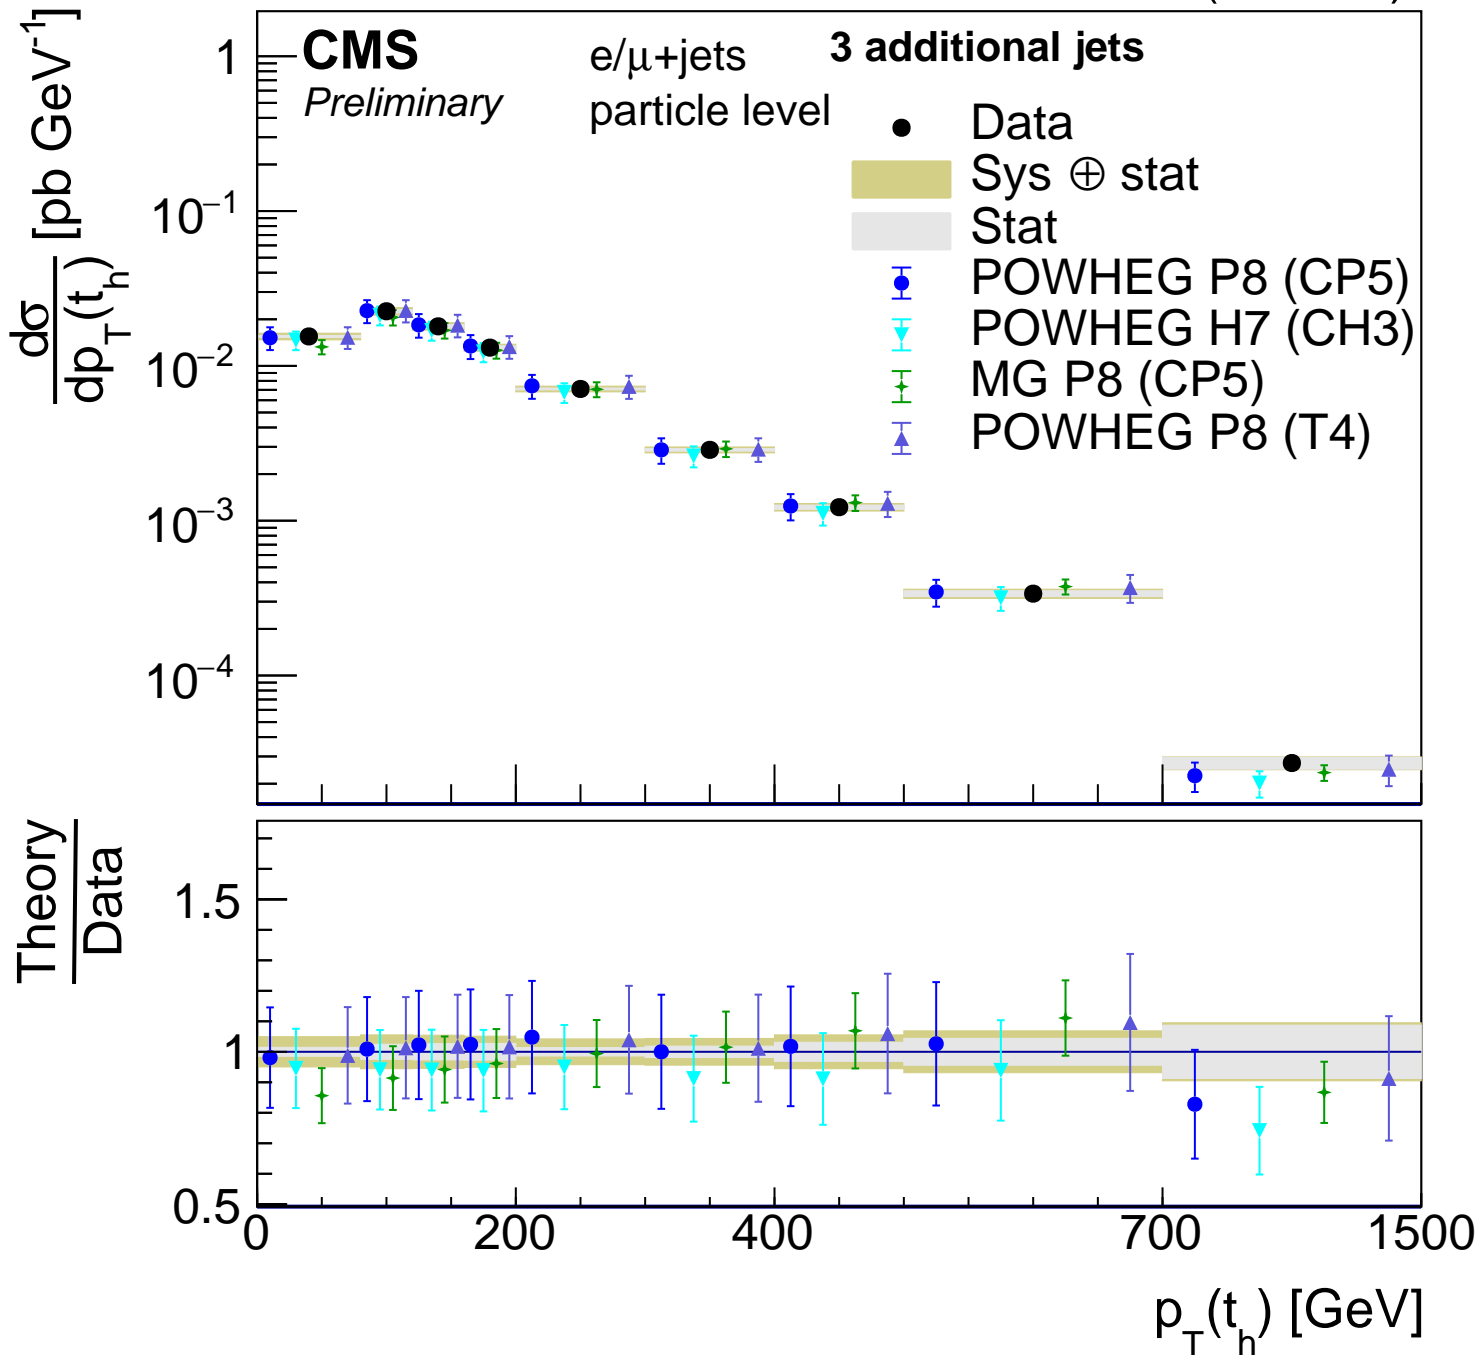 CMS
Preliminary
e/μ+jets
particle level
3 additional jets
Data
Sys ⊕ stat
Stat
POWHEG P8 (CP5)
POWHEG H7 (CH3)
MG P8 (CP5)
POWHEG P8 (T4)
dσ
dp_T(t_h) [pb GeV⁻¹]
1
10⁻¹
10⁻²
10⁻³
10⁻⁴
Theory
Data
1.5
1
0.5
0 200 400 700 1500
p_T(t_h) [GeV]